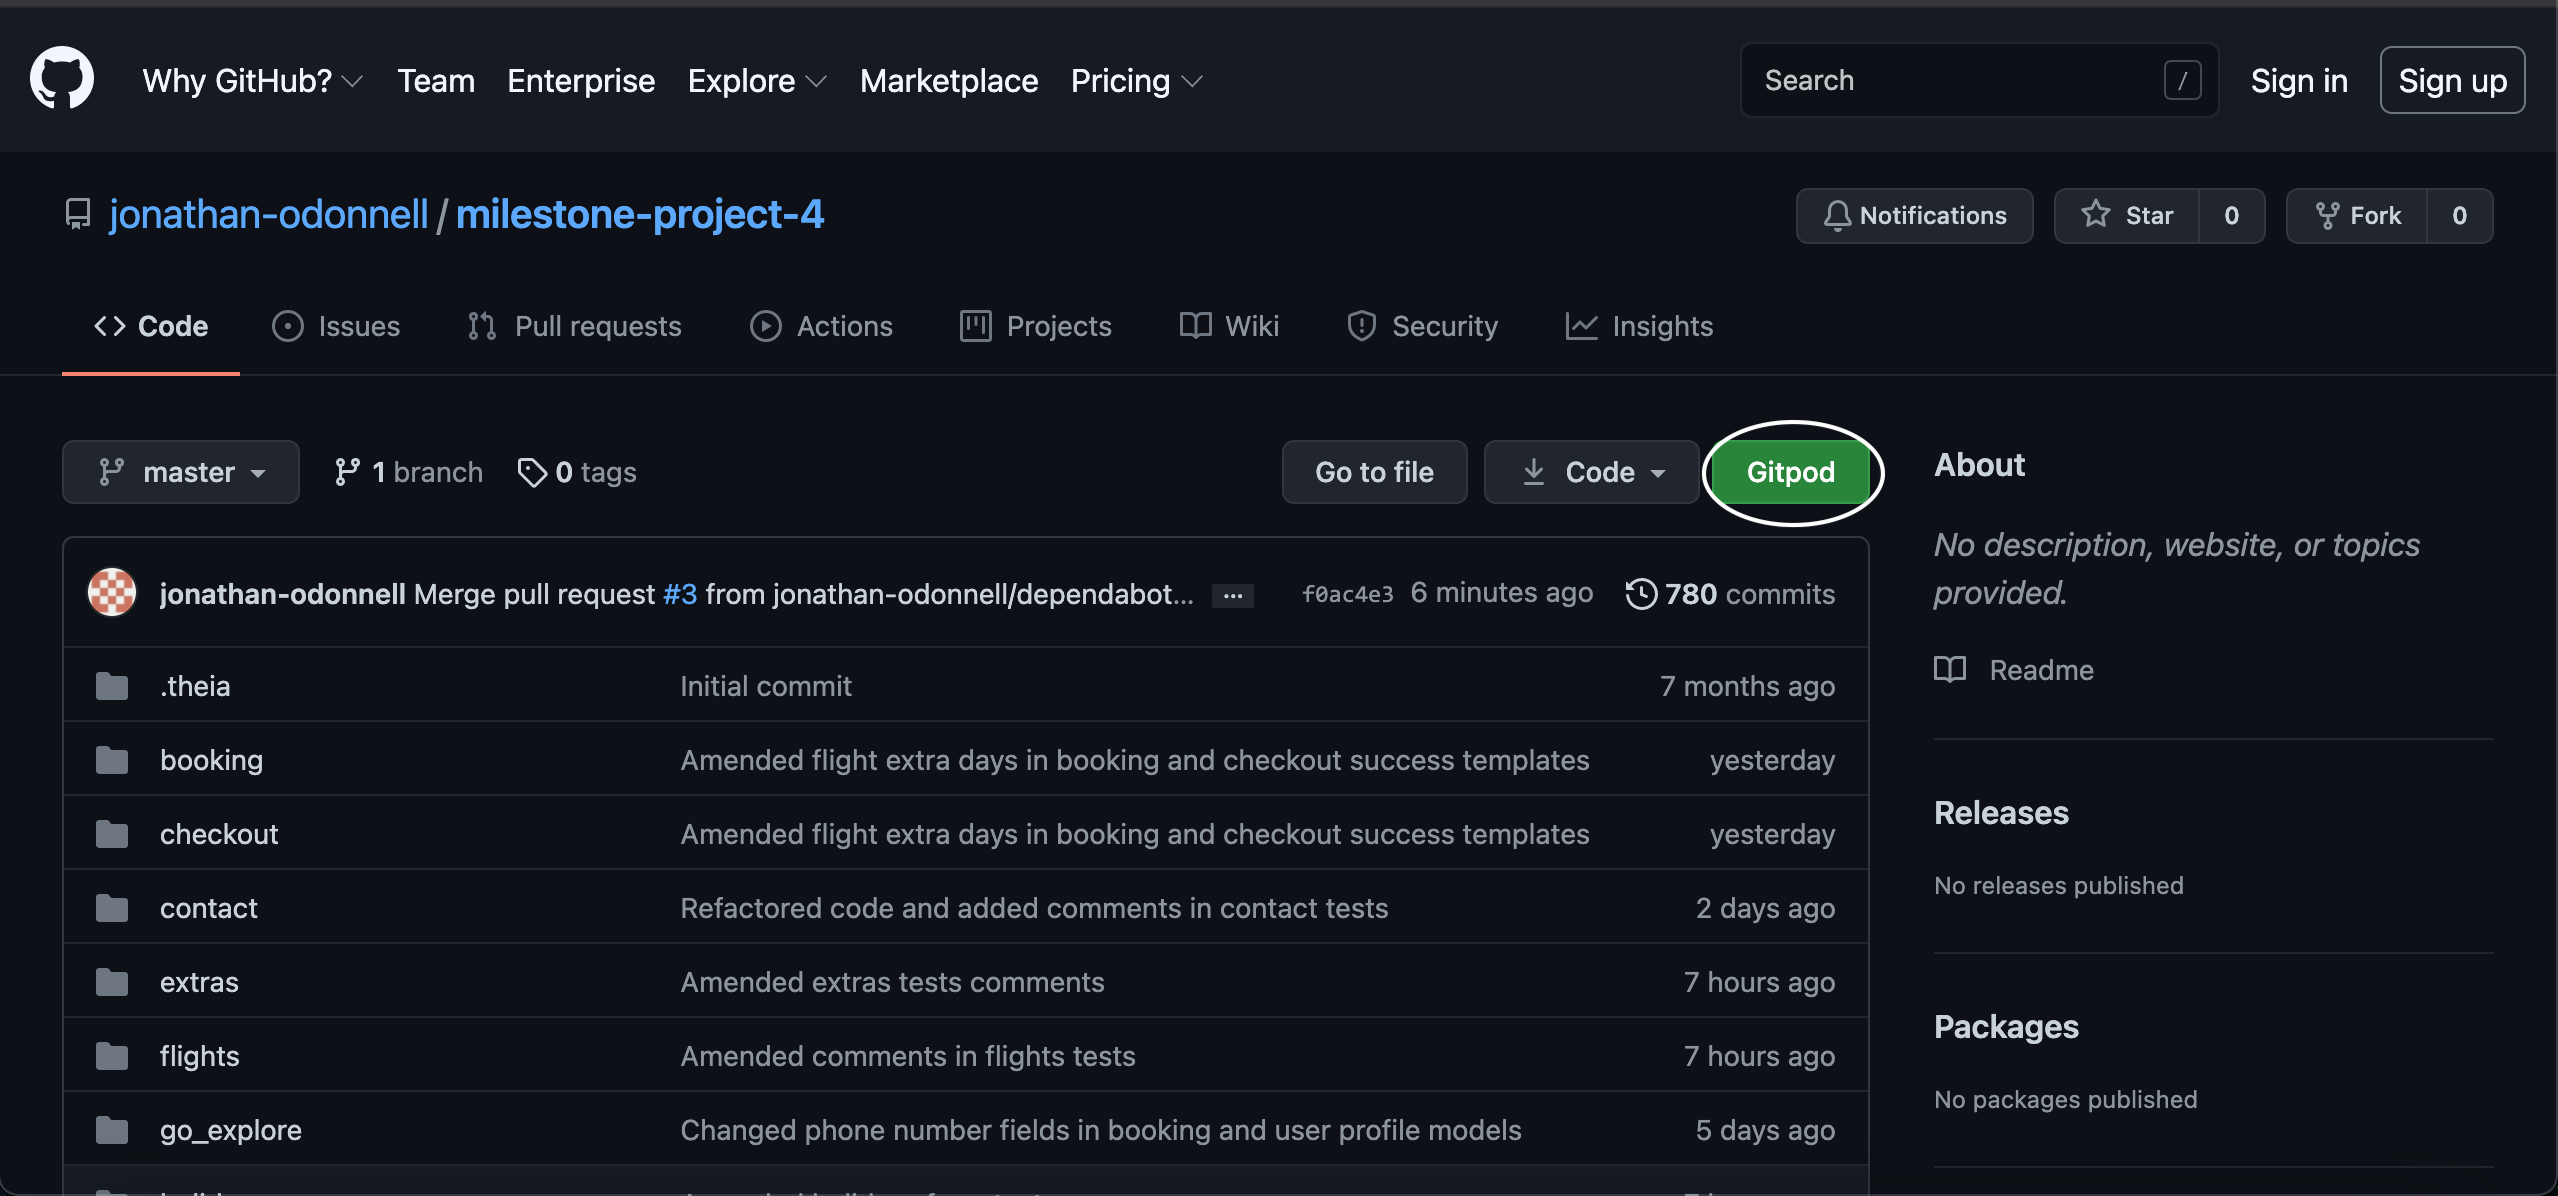 Why GitHub? Team Enterprise Explore Marketplace Pricing Search / Sign in Sign up
jonathan-odonnell / milestone-project-4 Notifications Star 0 Fork 0
Code Issues Pull requests Actions Projects Wiki Security Insights
master 1 branch 0 tags Go to file Code Gitpod
About
No description, website, or topics
provided.
Readme
Releases
No releases published
Packages
No packages published
jonathan-odonnell Merge pull request #3 from jonathan-odonnell/dependabot... ... f0ac4e3 6 minutes ago 780 commits
.theia Initial commit 7 months ago
booking Amended flight extra days in booking and checkout success templates yesterday
checkout Amended flight extra days in booking and checkout success templates yesterday
contact Refactored code and added comments in contact tests 2 days ago
extras Amended extras tests comments 7 hours ago
flights Amended comments in flights tests 7 hours ago
go_explore Changed phone number fields in booking and user profile models 5 days ago